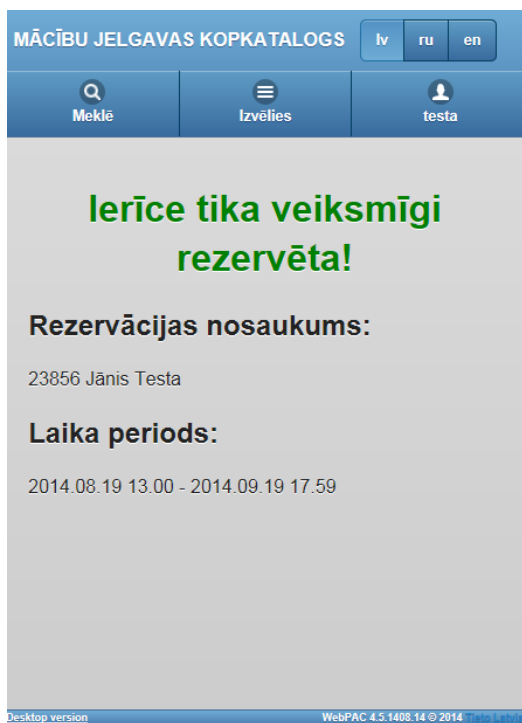 MĀCĪBU JELGAVAS KOPKATALOGS lv ru en
Meklē Izvēlies testa
Ierīce tika veiksmīgi
rezervēta!
Rezervācijas nosaukums:
23856 Jānis Testa
Laika periods:
2014.08.19 13.00 - 2014.09.19 17.59
Desktop version WebPAC 4.5.1408.14 © 2014 Tieto Latvia